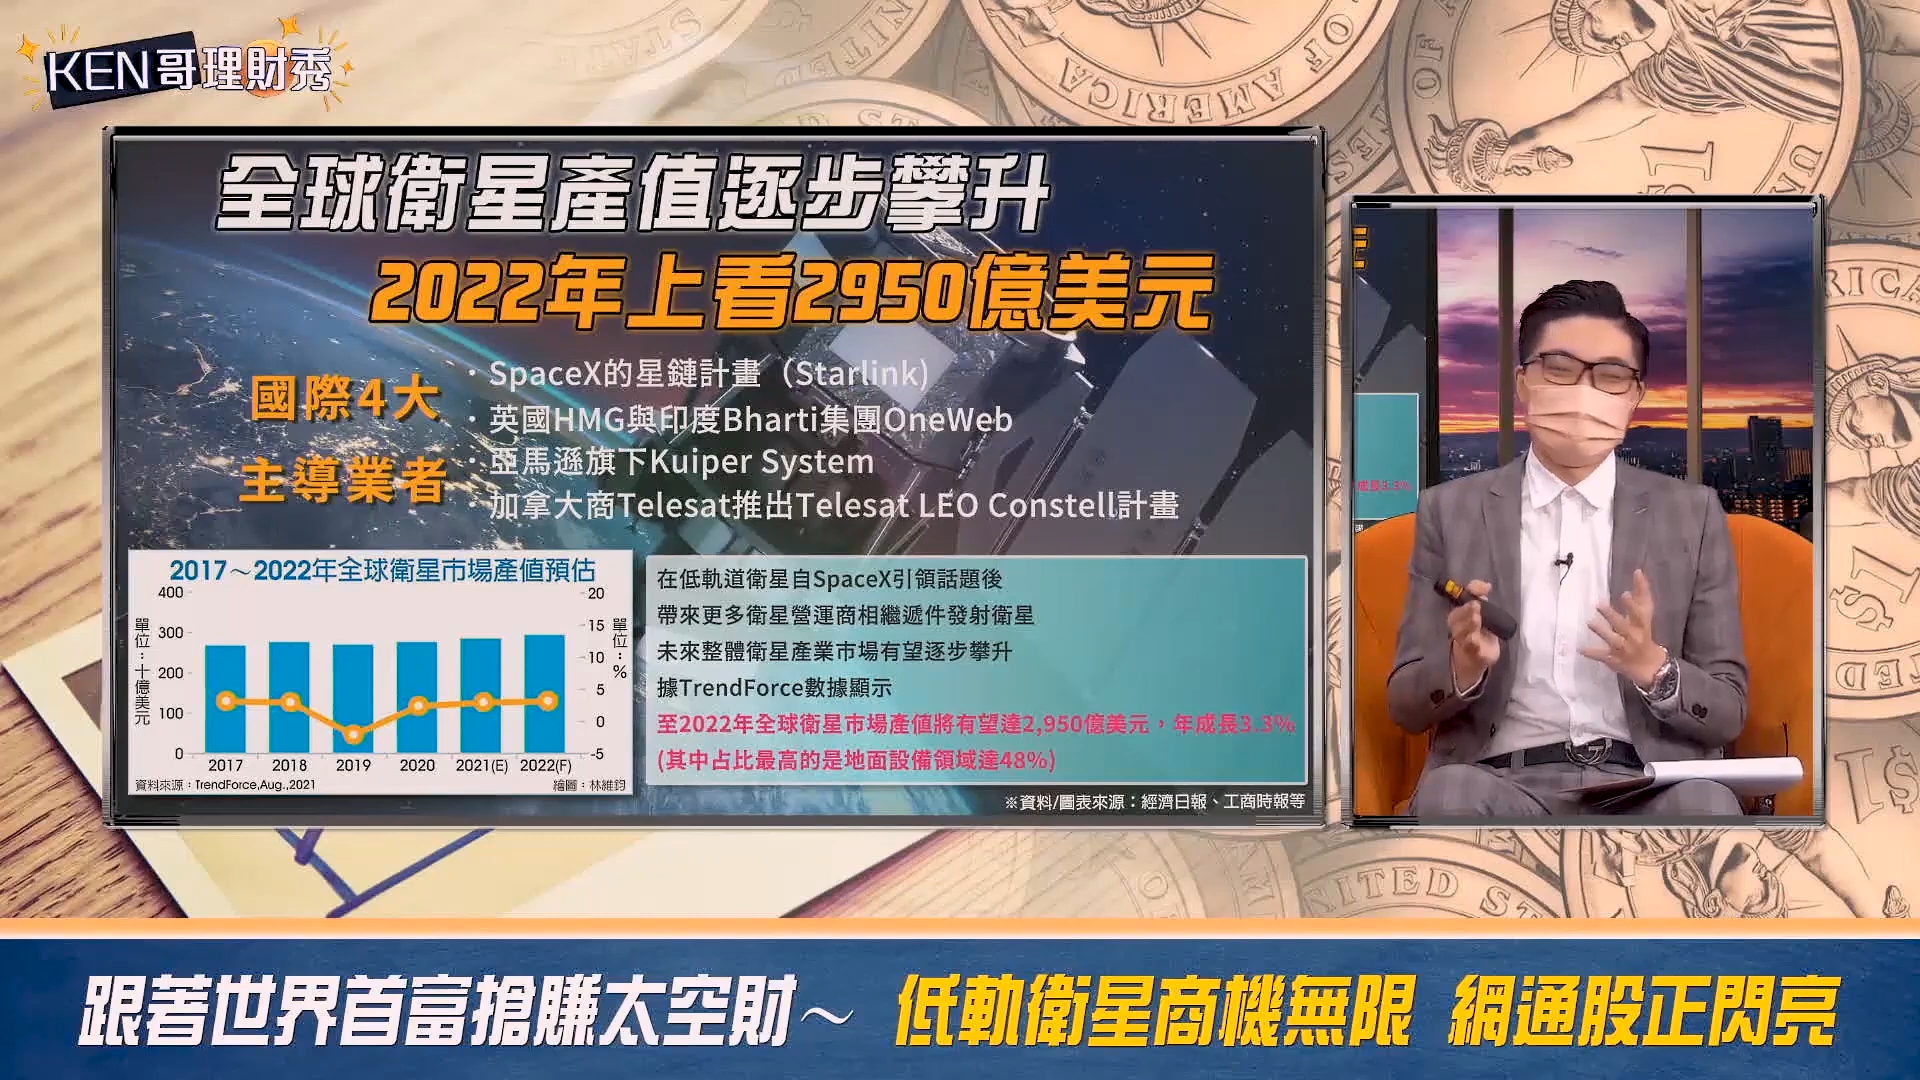 KEN哥理財秀
全球衛星產值逐步攀升
2022年上看2950億美元
國際4大
主導業者
・SpaceX的星鏈計畫（Starlink)
・英國HMG與印度Bharti集團OneWeb
・亞馬遜旗下Kuiper System
・加拿大商Telesat推出Telesat LEO Constell計畫
2017～2022年全球衛星市場產值預估
400
300
200
100
0
單位：十億美元
20
15
10
5
0
-5
單位：%
2017 2018 2019 2020 2021(E) 2022(F)
資料來源：TrendForce,Aug.,2021
繪圖：林維鈞
在低軌道衛星自SpaceX引領話題後
帶來更多衛星營運商相繼遞件發射衛星
未來整體衛星產業市場有望逐步攀升
據TrendForce數據顯示
至2022年全球衛星市場產值將有望達2,950億美元，年成長3.3%
(其中占比最高的是地面設備領域達48%)
※資料/圖表來源：經濟日報、工商時報等
成長3.3%
跟著世界首富搶賺太空財～ 低軌衛星商機無限 網通股正閃亮